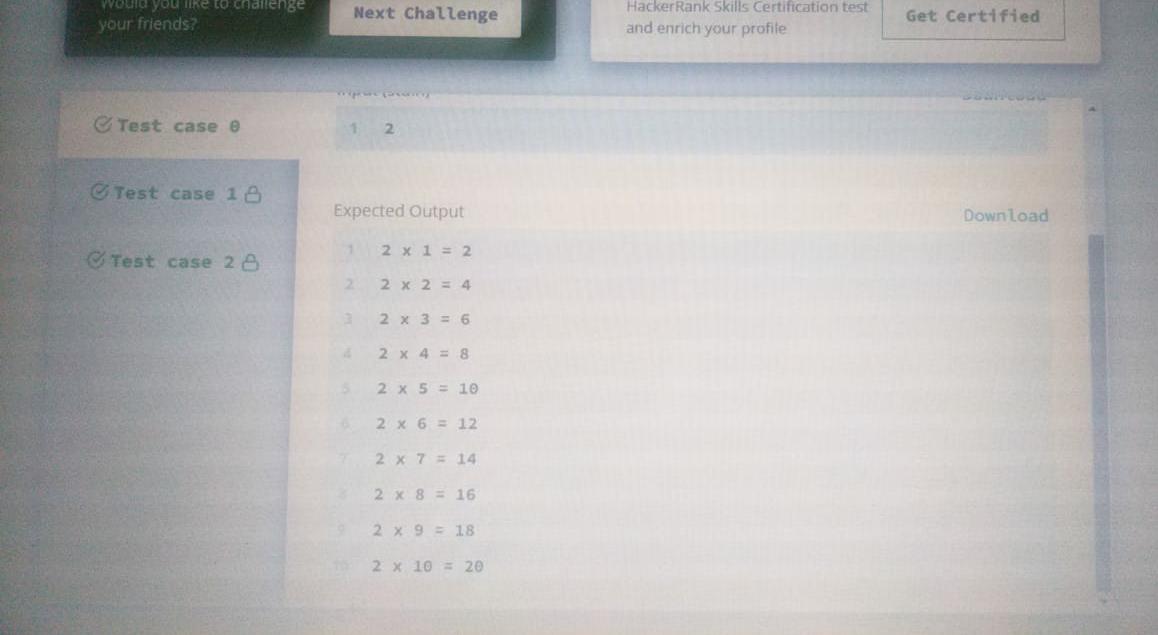 Would you like to challenge
your friends?
Next Challenge
HackerRank Skills Certification test
and enrich your profile
Get Certified
Test case 0
Test case 1
Test case 2
Input (stdin)
Download
1 2
Expected Output
Download
1 2 x 1 = 2
2 2 x 2 = 4
3 2 x 3 = 6
4 2 x 4 = 8
5 2 x 5 = 10
6 2 x 6 = 12
7 2 x 7 = 14
8 2 x 8 = 16
9 2 x 9 = 18
10 2 x 10 = 20